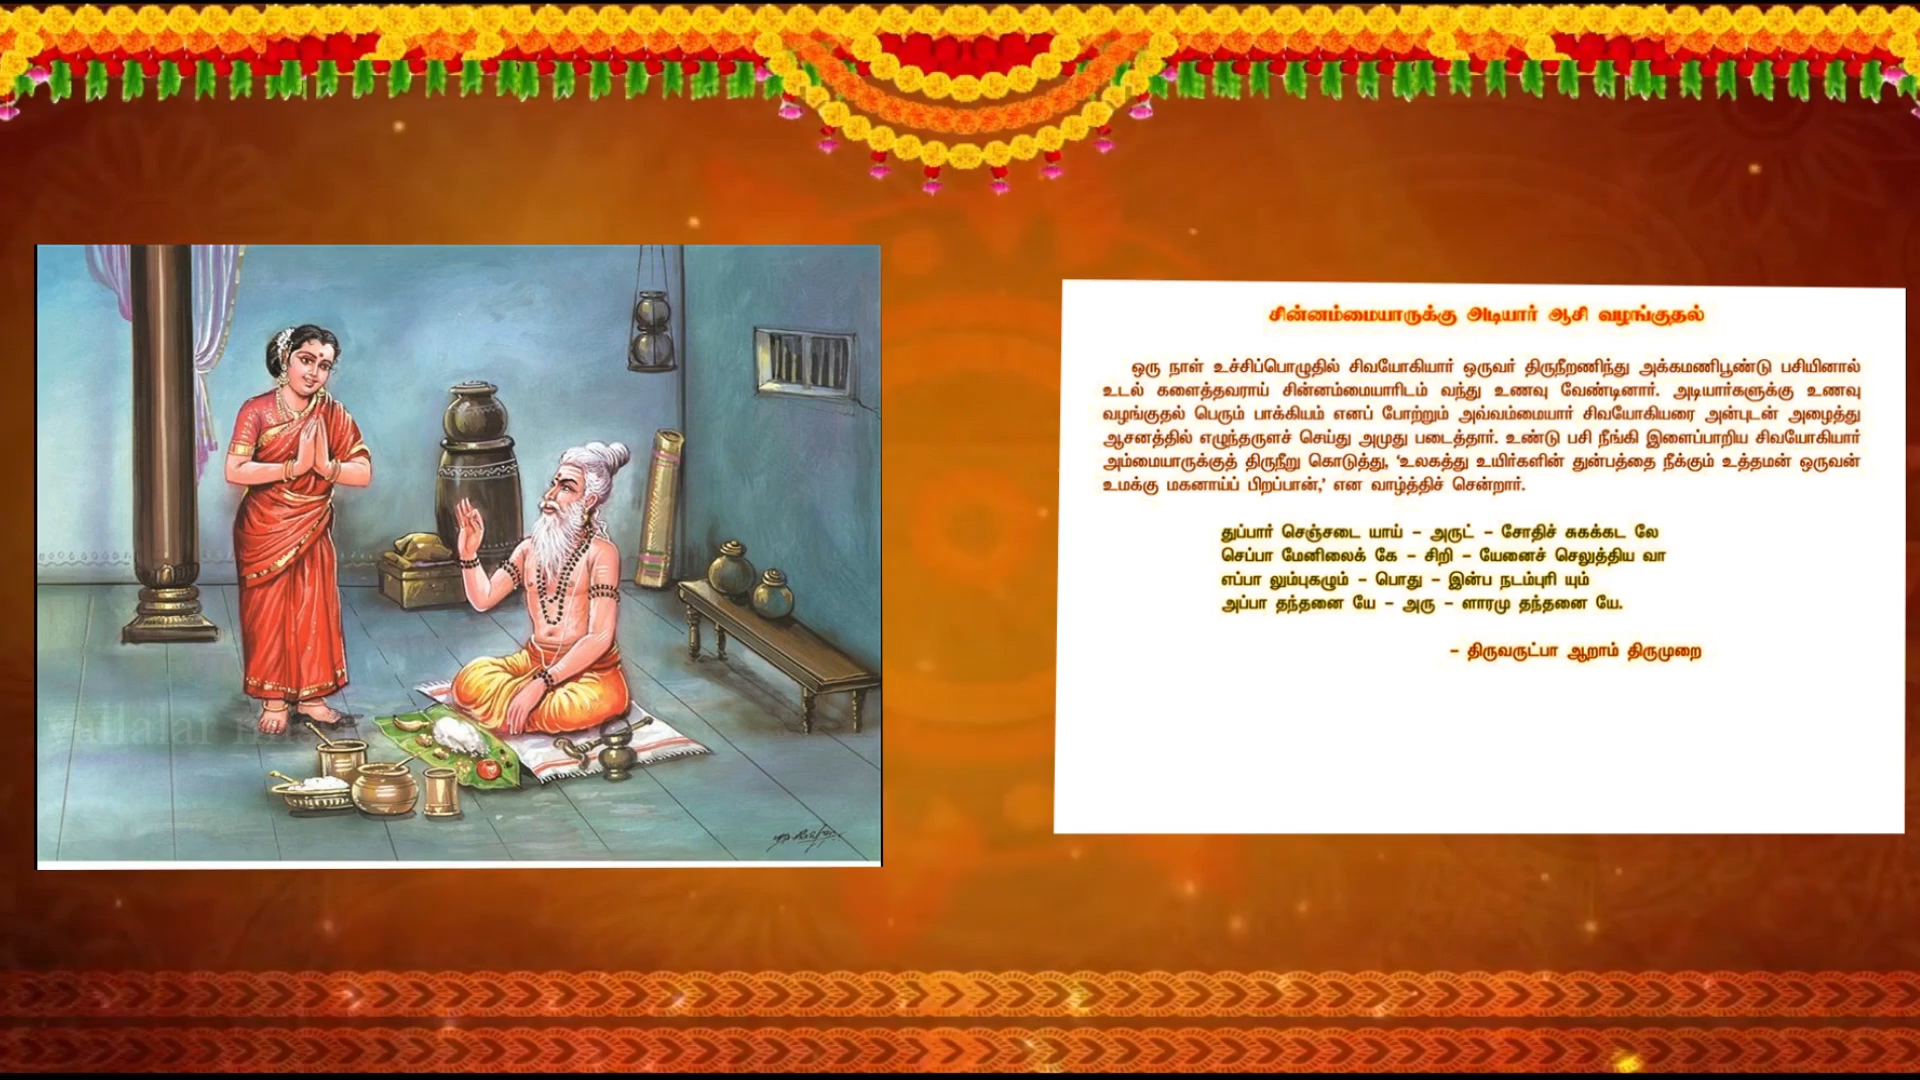 சின்னம்மையாருக்கு அடியார் ஆசி வழங்குதல்
ஒரு நாள் உச்சிப்பொழுதில் சிவயோகியார் ஒருவர் திருநீறணிந்து அக்கமணிபூண்டு பசியினால்
உடல் களைத்தவராய் சின்னம்மையாரிடம் வந்து உணவு வேண்டினார். அடியார்களுக்கு உணவு
வழங்குதல் பெரும் பாக்கியம் எனப் போற்றும் அவ்வம்மையார் சிவயோகியரை அன்புடன் அழைத்து
ஆசனத்தில் எழுந்தருளச் செய்து அமுது படைத்தார். உண்டு பசி நீங்கி இளைப்பாறிய சிவயோகியார்
அம்மையாருக்குத் திருநீறு கொடுத்து, ‘உலகத்து உயிர்களின் துன்பத்தை நீக்கும் உத்தமன் ஒருவன்
உமக்கு மகனாய்ப் பிறப்பான்,’ என வாழ்த்திச் சென்றார்.
துப்பார் செஞ்சடை யாய் – அருட் – சோதிச் சுகக்கட லே
செப்பா மேனிலைக் கே – சிறி – யேனைச் செலுத்திய வா
எப்பா லும்புகழும் – பொது – இன்ப நடம்புரி யும்
அப்பா தந்தனை யே – அரு – ளாரமு தந்தனை யே.
– திருவருட்பா ஆறாம் திருமுறை
vallalar